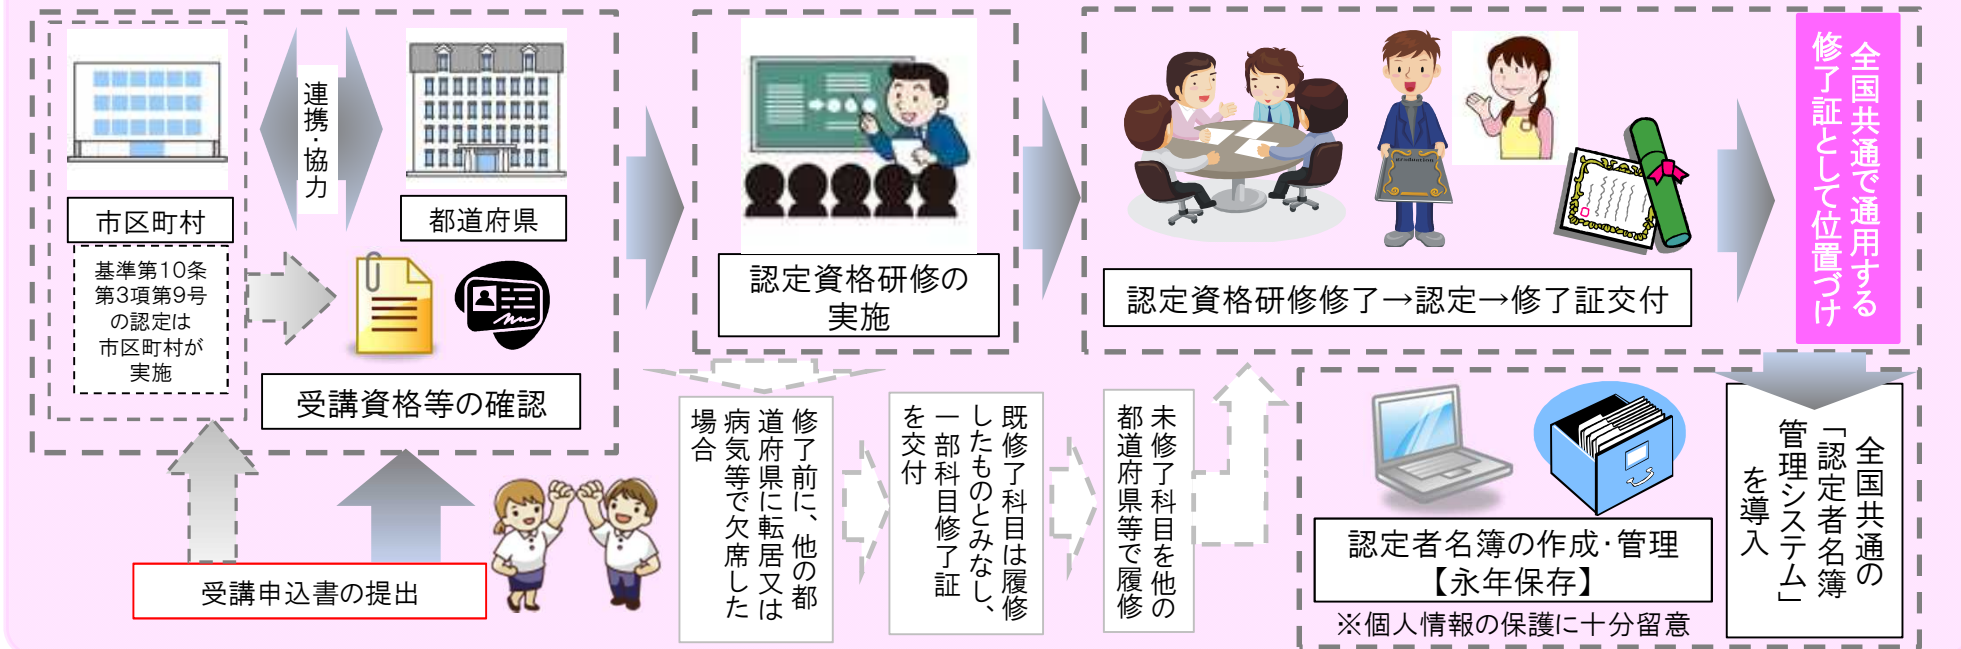 市区町村
連携・協力
都道府県
基準第10条
第3項第9号
の認定は
市区町村が
実施
受講資格等の確認
受講申込書の提出
認定資格研修の
実施
修了前に、他の都
道府県に転居又は
病気等で欠席した
場合
既修了科目は履修
したものとみなし、
一部科目修了証
を交付
未修了科目を他の
都道府県等で履修
Graduation
認定資格研修修了→認定→修了証交付
全国共通で通用する
修了証として位置づけ
全国共通の
「認定者名簿
管理システム」
を導入
認定者名簿の作成・管理
【永年保存】
※個人情報の保護に十分留意